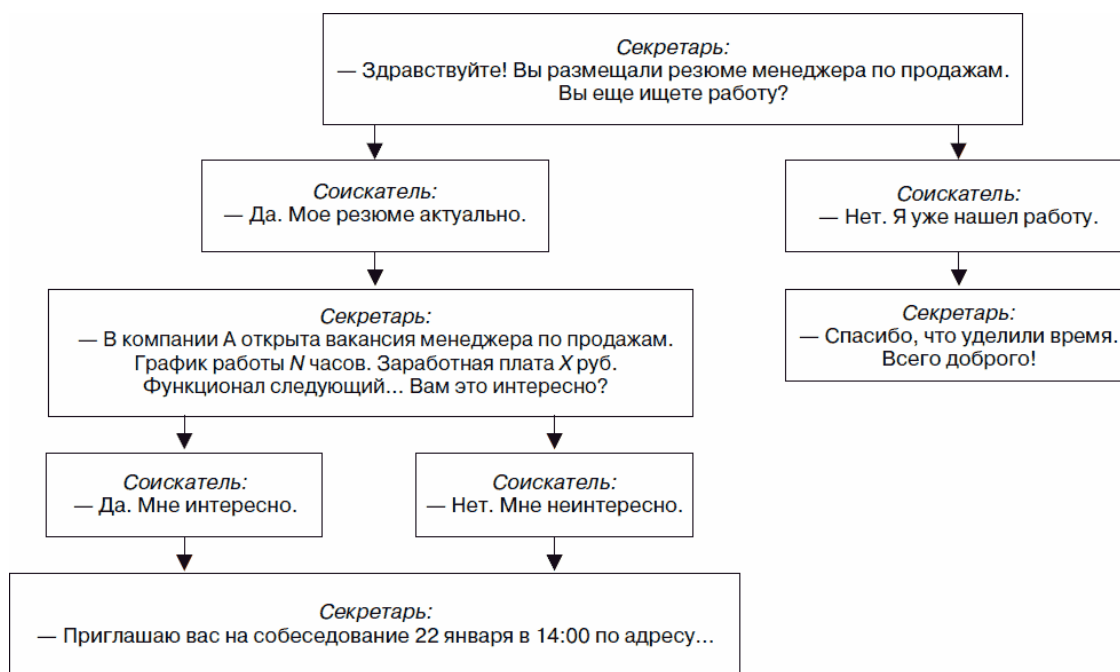 Секретарь:
— Здравствуйте! Вы размещали резюме менеджера по продажам.
Вы еще ищете работу?
Соискатель:
— Да. Мое резюме актуально.
Соискатель:
— Нет. Я уже нашел работу.
Секретарь:
— В компании А открыта вакансия менеджера по продажам.
График работы N часов. Заработная плата X руб.
Функционал следующий... Вам это интересно?
Секретарь:
— Спасибо, что уделили время.
Всего доброго!
Соискатель:
— Да. Мне интересно.
Соискатель:
— Нет. Мне неинтересно.
Секретарь:
— Приглашаю вас на собеседование 22 января в 14:00 по адресу...